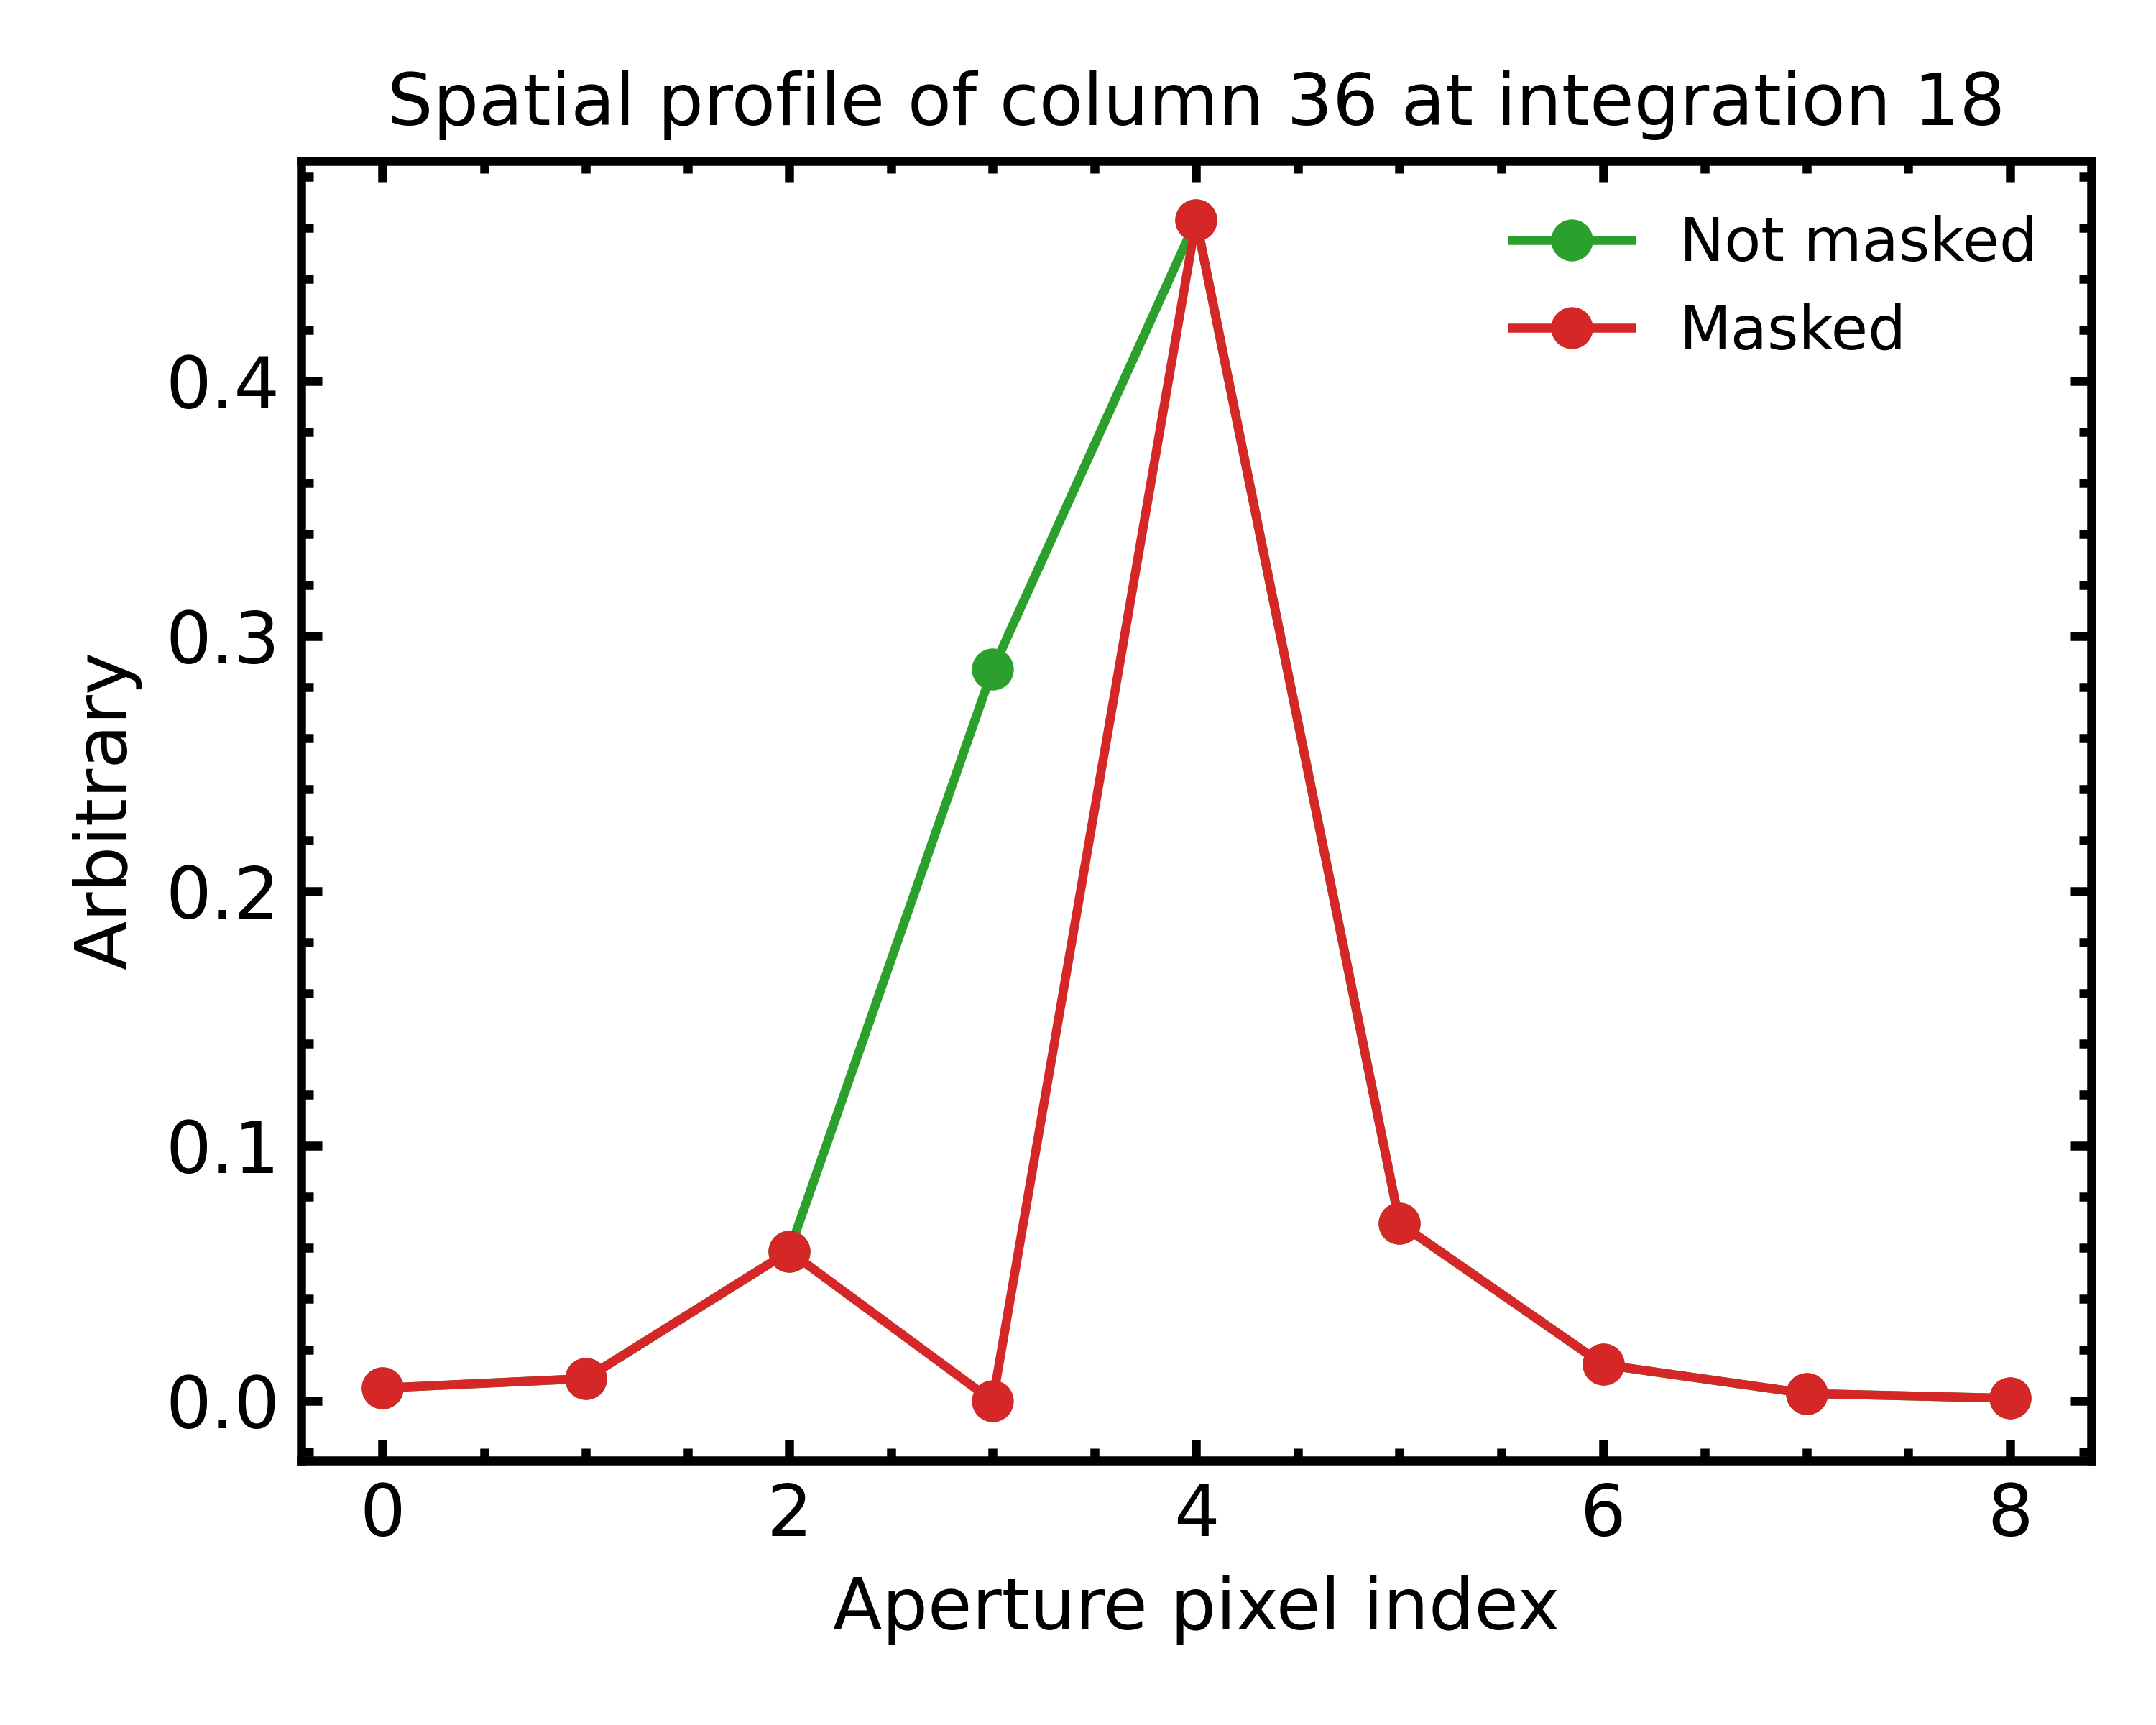 Spatial profile of column 36 at integration 18
Not masked
Masked
0.4
0.3
0.2
0.1
0.0
Arbitrary
0 2 4 6 8
Aperture pixel index